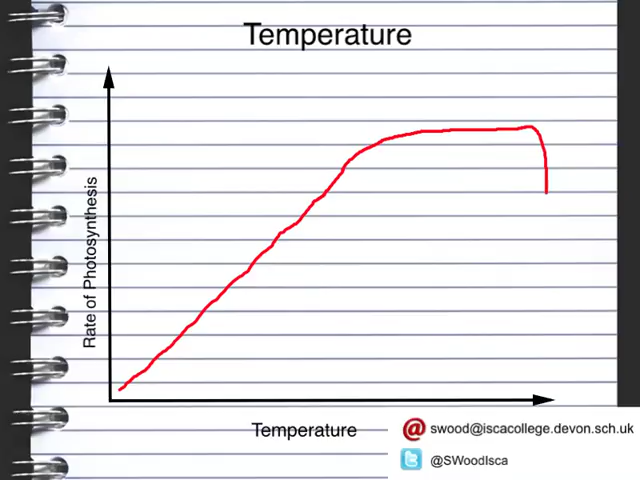 Temperature
Rate of Photosynthesis
Temperature
@ swood@iscacollege.devon.sch.uk
@SWoodIsca